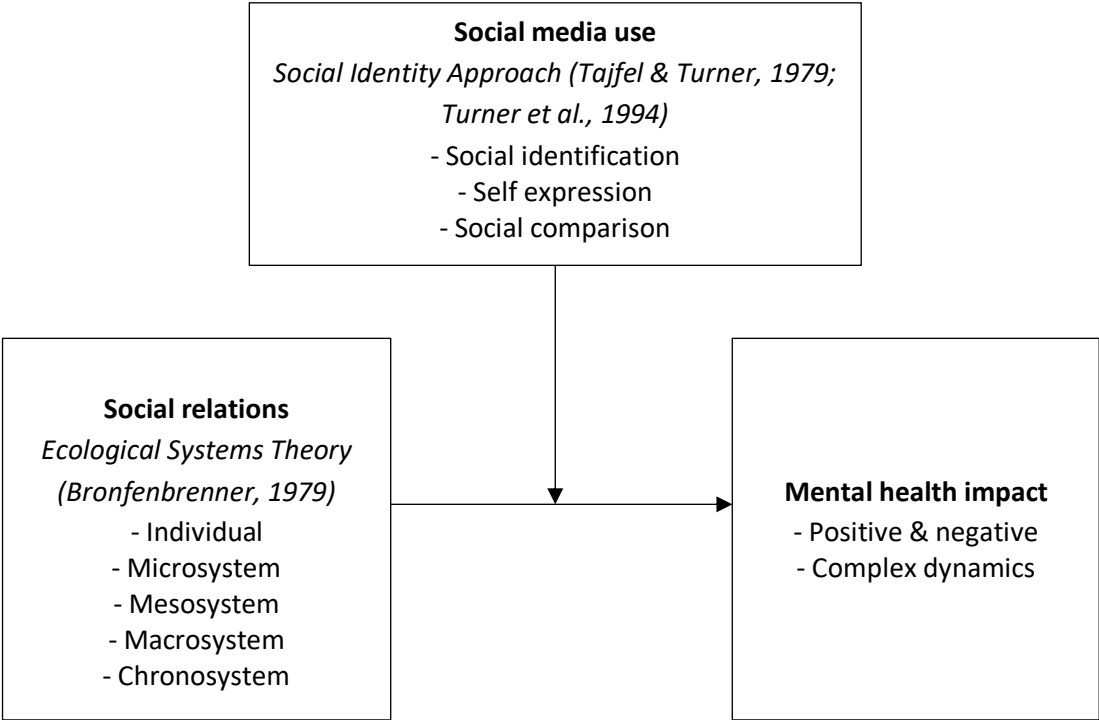 Social media use
Social Identity Approach (Tajfel & Turner, 1979;
Turner et al., 1994)
- Social identification
- Self expression
- Social comparison
Social relations
Ecological Systems Theory
(Bronfenbrenner, 1979)
- Individual
- Microsystem
- Mesosystem
- Macrosystem
- Chronosystem
Mental health impact
- Positive & negative
- Complex dynamics